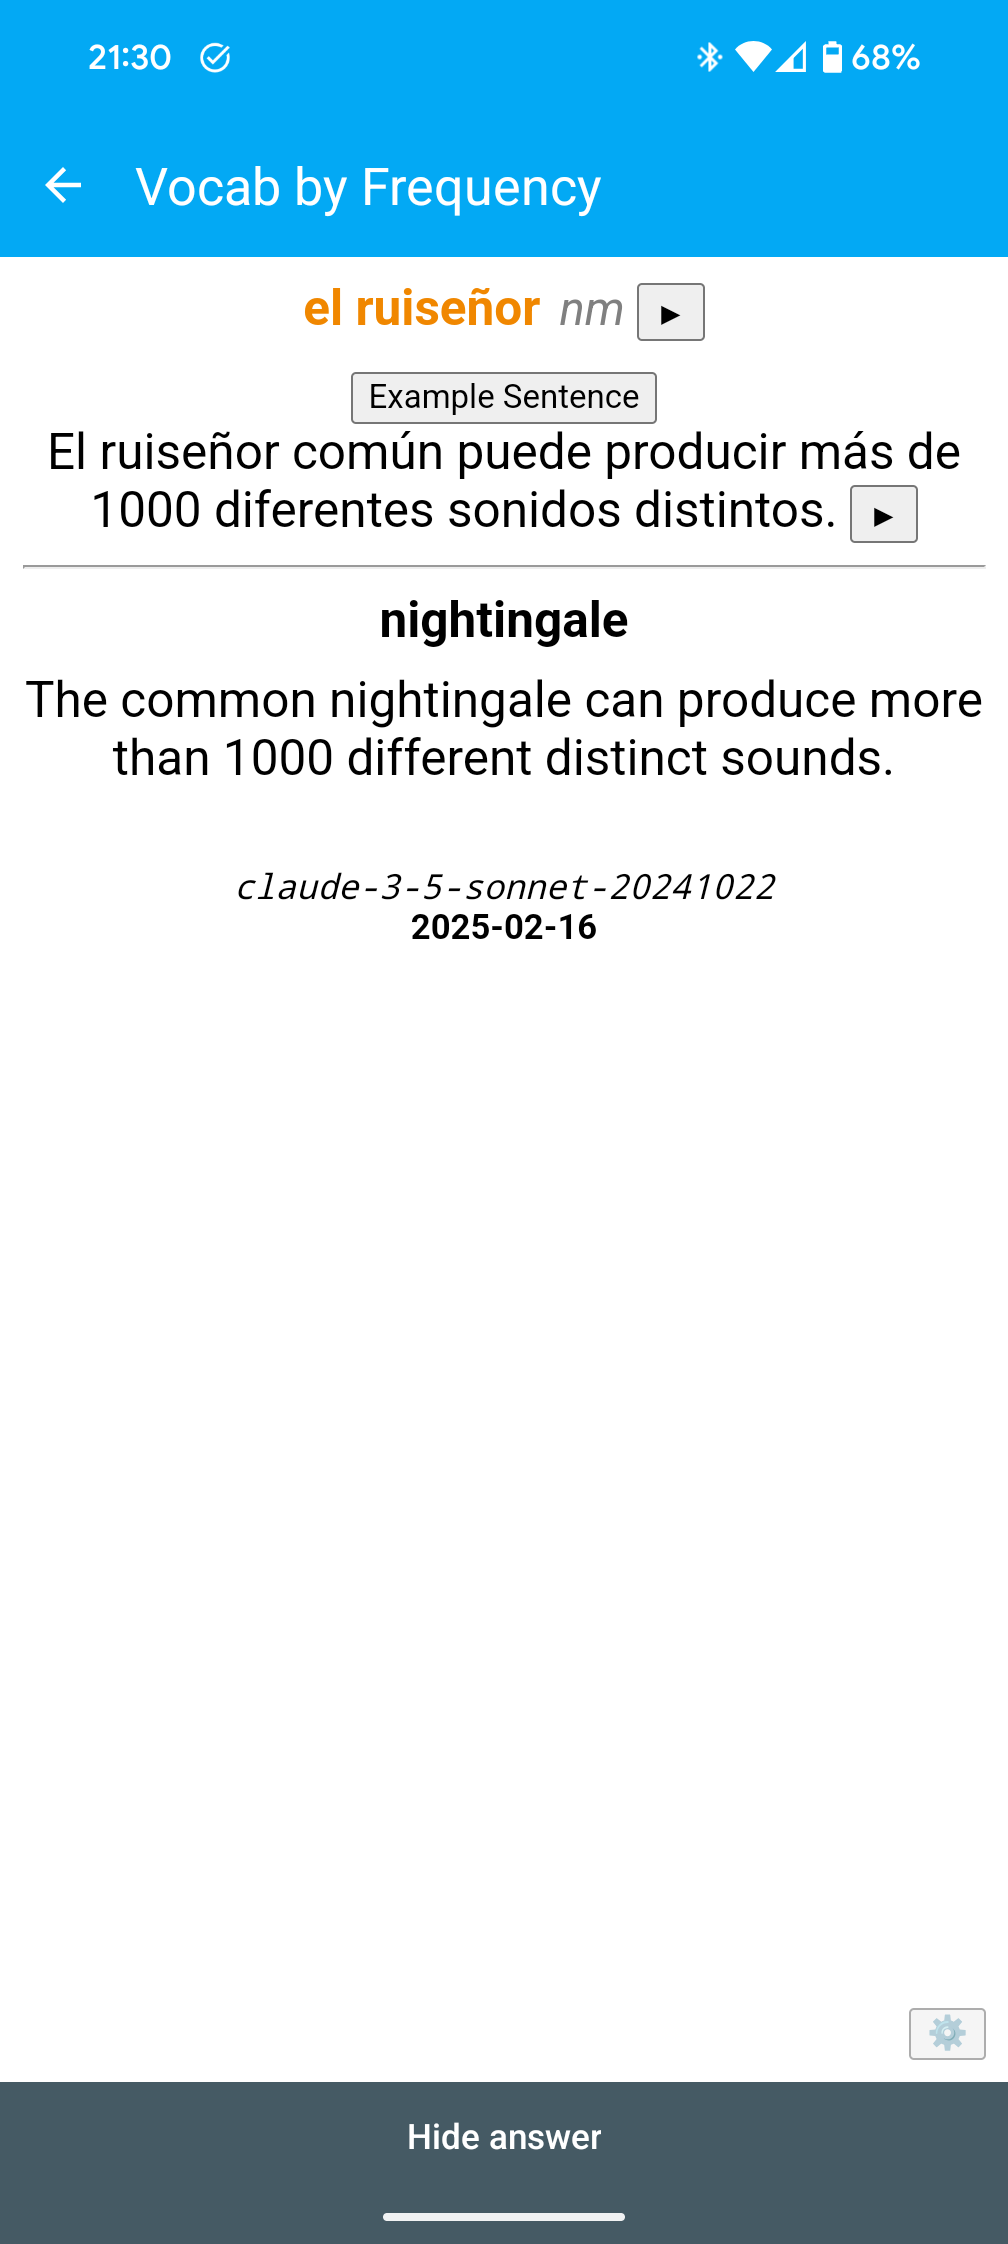 21:30 68%
Vocab by Frequency
el ruiseñor nm
Example Sentence
El ruiseñor común puede producir más de
1000 diferentes sonidos distintos.
nightingale
The common nightingale can produce more
than 1000 different distinct sounds.
claude-3-5-sonnet-20241022
2025-02-16
Hide answer